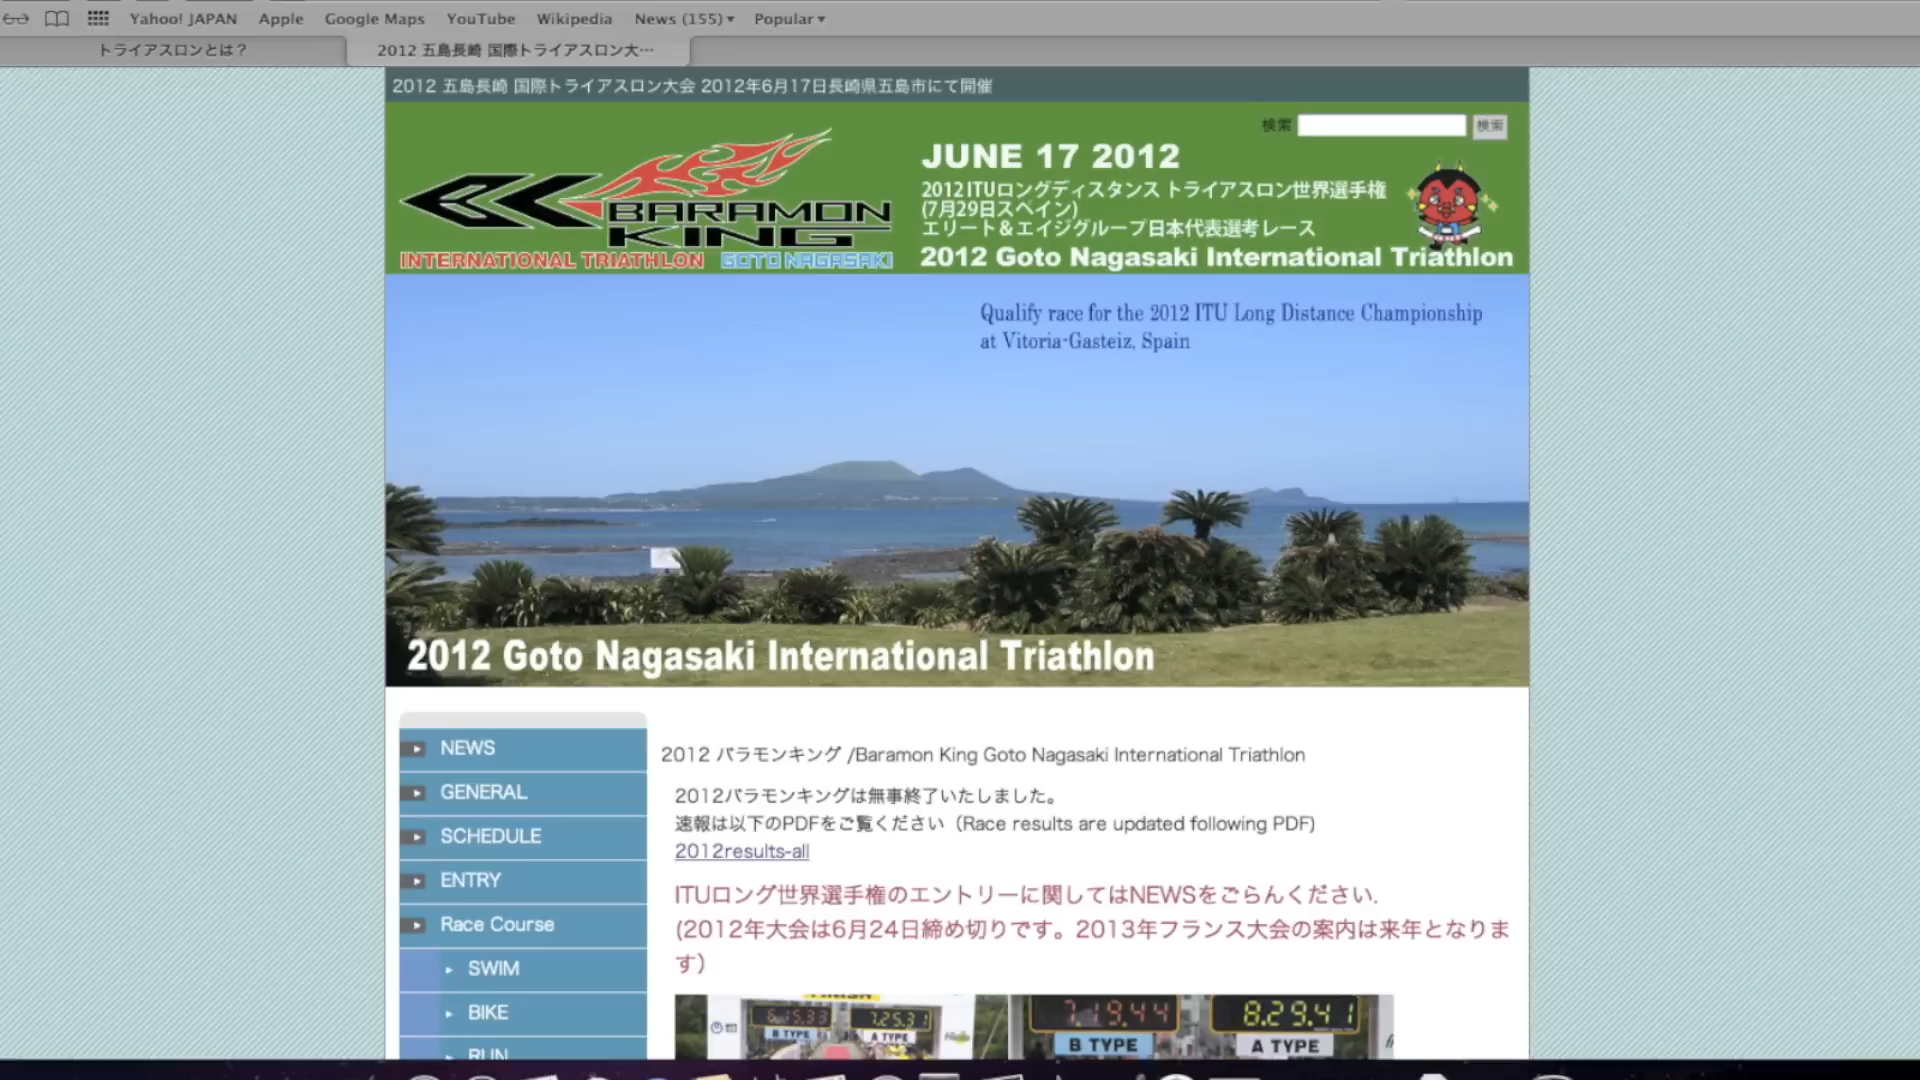 Yahoo! JAPAN Apple Google Maps YouTube Wikipedia News (155) Popular
トライアスロンとは？
2012 五島長崎 国際トライアスロン大…
2012 五島長崎 国際トライアスロン大会 2012年6月17日長崎県五島市にて開催
検索 検索
BARAMON
KING
INTERNATIONAL TRIATHLON GOTO NAGASAKI
JUNE 17 2012
2012 ITUロングディスタンス トライアスロン世界選手権
(7月29日スペイン)
エリート＆エイジグループ日本代表選考レース
2012 Goto Nagasaki International Triathlon
Qualify race for the 2012 ITU Long Distance Championship
at Vitoria-Gasteiz, Spain
2012 Goto Nagasaki International Triathlon
NEWS
GENERAL
SCHEDULE
ENTRY
Race Course
SWIM
BIKE
RUN
2012 バラモンキング /Baramon King Goto Nagasaki International Triathlon
2012バラモンキングは無事終了いたしました。
速報は以下のPDFをご覧ください（Race results are updated following PDF)
2012results-all
ITUロング世界選手権のエントリーに関してはNEWSをごらんください.
(2012年大会は6月24日締め切りです。2013年フランス大会の案内は来年となりま
す）
FINISH
6.15.33 7.25.31
B TYPE A TYPE
7.19.44 8.29.41
B TYPE A TYPE